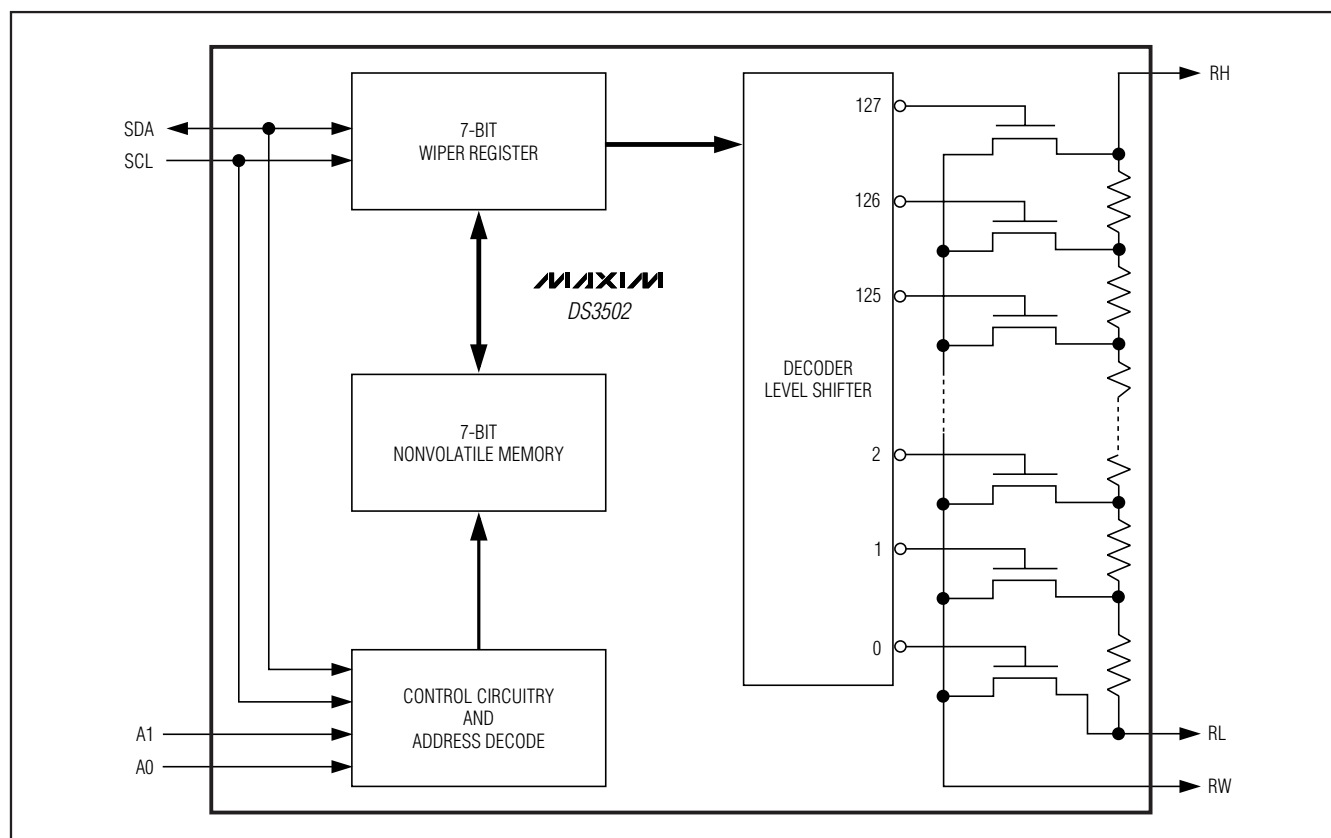 SDA
SCL
A1
A0
7-BIT
WIPER REGISTER
MAXIM
DS3502
7-BIT
NONVOLATILE MEMORY
CONTROL CIRCUITRY
AND
ADDRESS DECODE
DECODER
LEVEL SHIFTER
127
126
125
2
1
0
RH
RL
RW